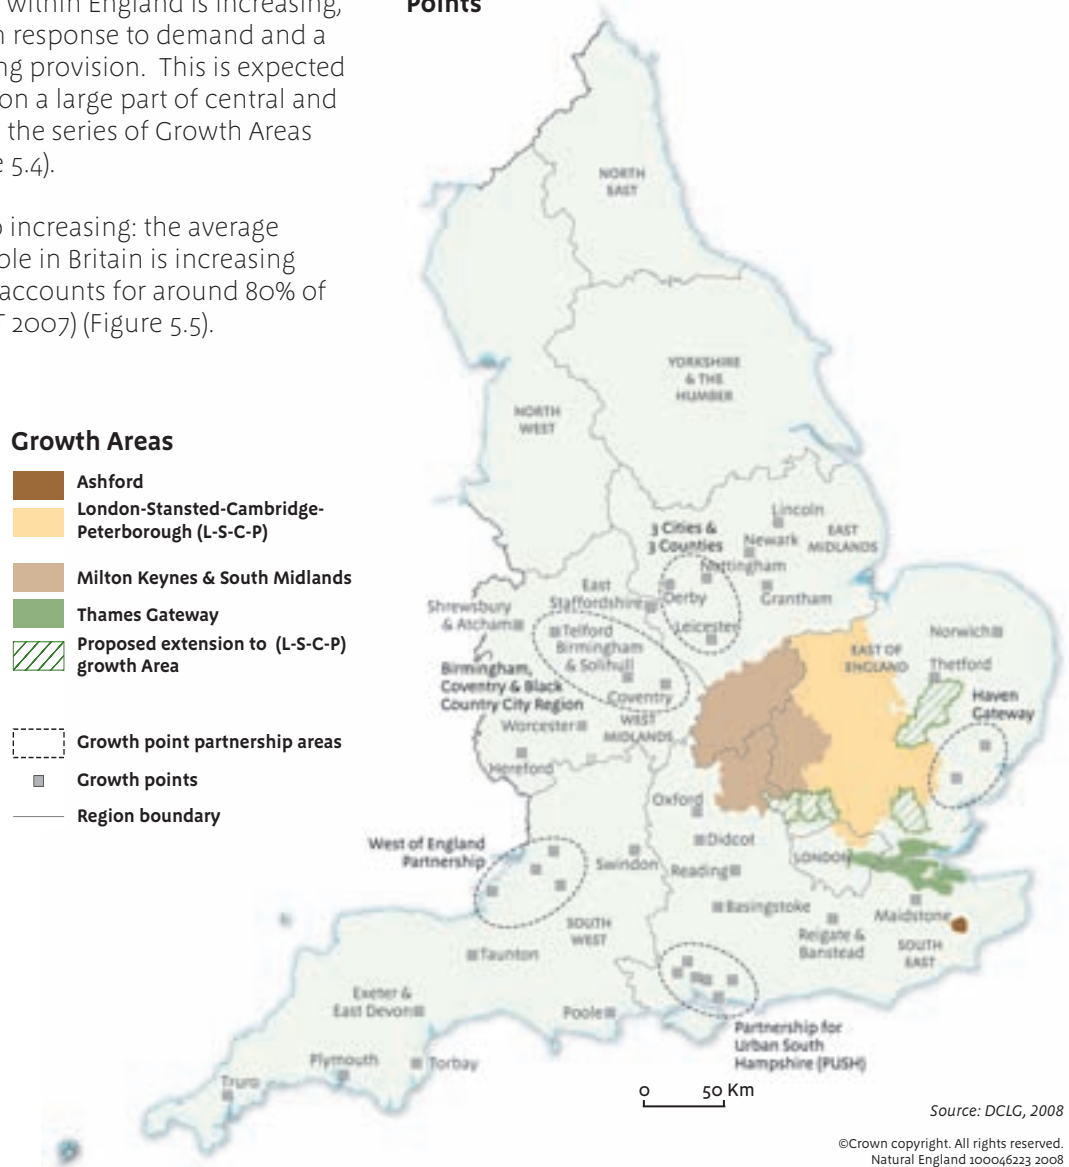 within England is increasing,
n response to demand and a
ng provision. This is expected
on a large part of central and
the series of Growth Areas
e 5.4).
o increasing: the average
ple in Britain is increasing
accounts for around 80% of
T 2007) (Figure 5.5).
Points
Growth Areas
Ashford
London-Stansted-Cambridge-
Peterborough (L-S-C-P)
Milton Keynes & South Midlands
Thames Gateway
Proposed extension to (L-S-C-P)
growth Area
Growth point partnership areas
Growth points
Region boundary
NORTH
EAST
YORKSHIRE
& THE
HUMBER
NORTH
WEST
Lincoln
3 Cities &
3 Counties
EAST
MIDLANDS
Newark
Nottingham
East
Staffordshire
Derby
Grantham
Shrewsbury
& Atcham
Leicester
Telford
Birmingham
& Solihull
Birmingham,
Coventry & Black
Country City Region
Coventry
EAST OF
ENGLAND
Norwich
Thetford
Haven
Gateway
Worcester
WEST
MIDLANDS
Hereford
Oxford
Didcot
West of England
Partnership
Swindon
Reading
LONDON
Basingstoke
Maidstone
Reigate &
Banstead
SOUTH
WEST
SOUTH
EAST
Taunton
Exeter &
East Devon
Poole
Partnership for
Urban South
Hampshire (PUSH)
Plymouth
Torbay
Truro
0 50 Km
Source: DCLG, 2008
©Crown copyright. All rights reserved.
Natural England 100046223 2008